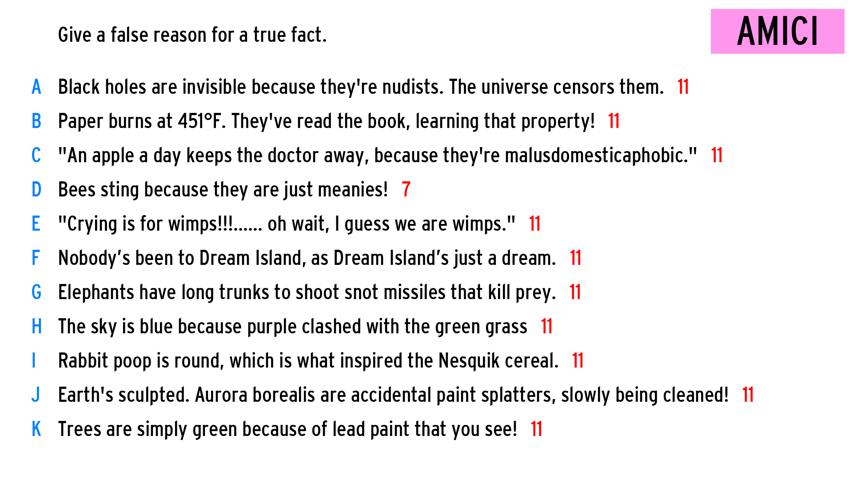 Give a false reason for a true fact.
AMICI
A Black holes are invisible because they're nudists. The universe censors them. 11
B Paper burns at 451°F. They've read the book, learning that property! 11
C "An apple a day keeps the doctor away, because they're malusdomesticaphobic." 11
D Bees sting because they are just meanies! 7
E "Crying is for wimps!!!...... oh wait, I guess we are wimps." 11
F Nobody’s been to Dream Island, as Dream Island’s just a dream. 11
G Elephants have long trunks to shoot snot missiles that kill prey. 11
H The sky is blue because purple clashed with the green grass 11
I Rabbit poop is round, which is what inspired the Nesquik cereal. 11
J Earth's sculpted. Aurora borealis are accidental paint splatters, slowly being cleaned! 11
K Trees are simply green because of lead paint that you see! 11